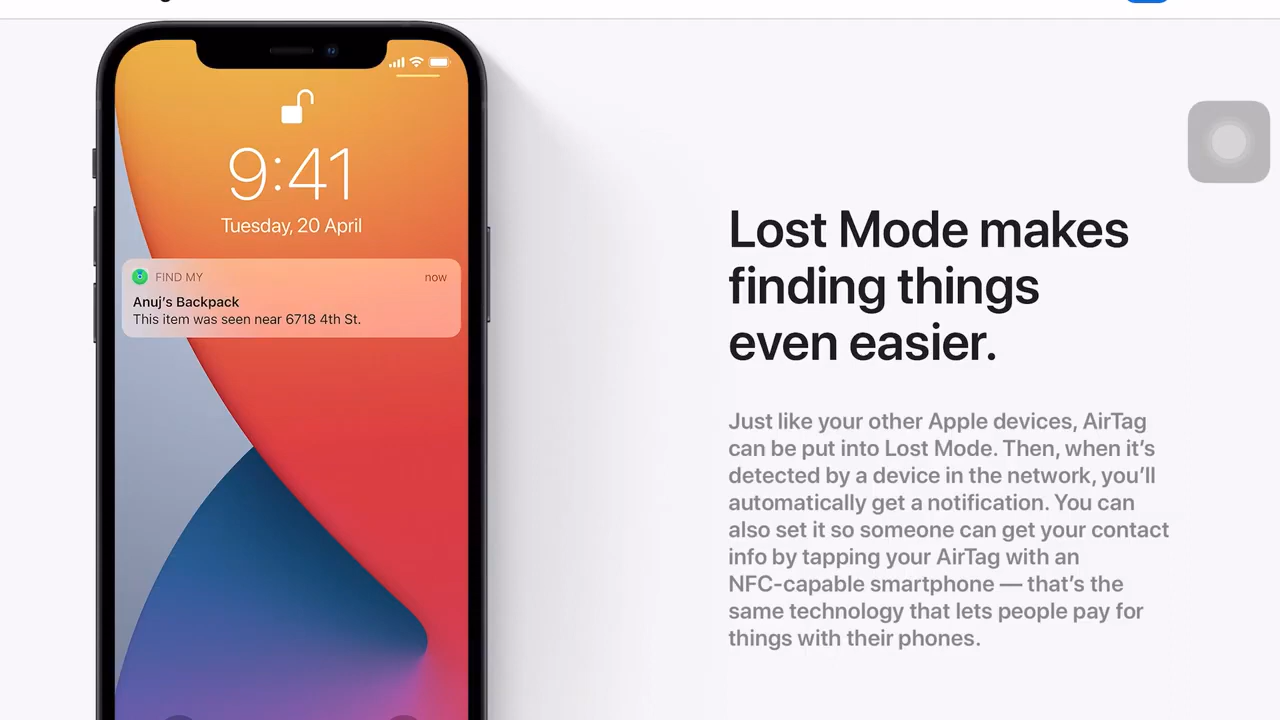 9:41
Tuesday, 20 April
FIND MY
now
Anuj's Backpack
This item was seen near 6718 4th St.
Lost Mode makes
finding things
even easier.
Just like your other Apple devices, AirTag
can be put into Lost Mode. Then, when it's
detected by a device in the network, you'll
automatically get a notification. You can
also set it so someone can get your contact
info by tapping your AirTag with an
NFC-capable smartphone — that's the
same technology that lets people pay for
things with their phones.